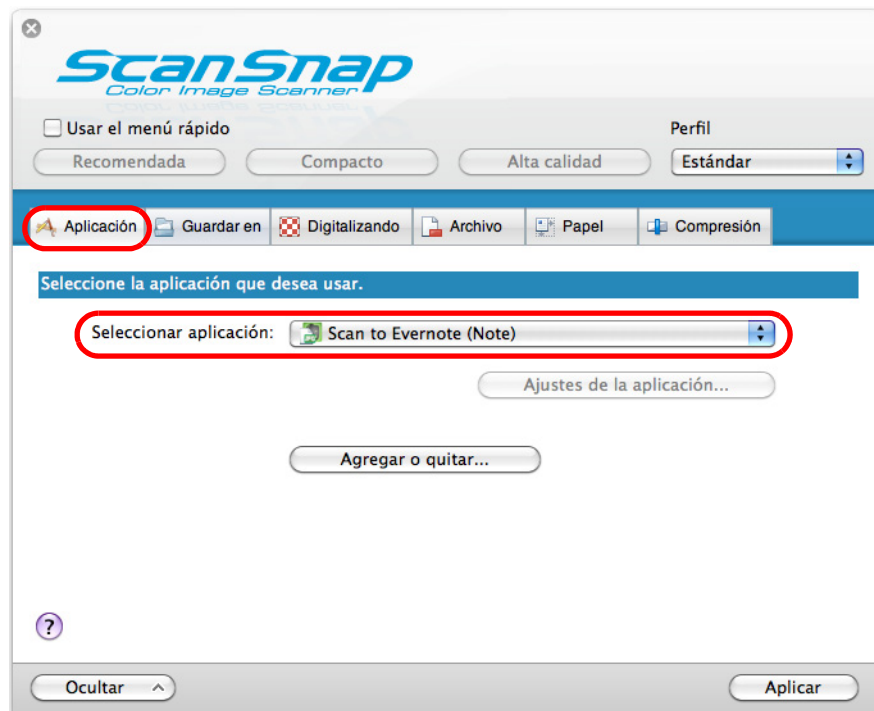 ScanSnap
Color Image Scanner
Usar el menú rápido
Perfil
Recomendada Compacto Alta calidad Estándar
Aplicación Guardar en Digitalizando Archivo Papel Compresión
Seleccione la aplicación que desea usar.
Seleccionar aplicación: Scan to Evernote (Note)
Ajustes de la aplicación...
Agregar o quitar...
?
Ocultar Aplicar